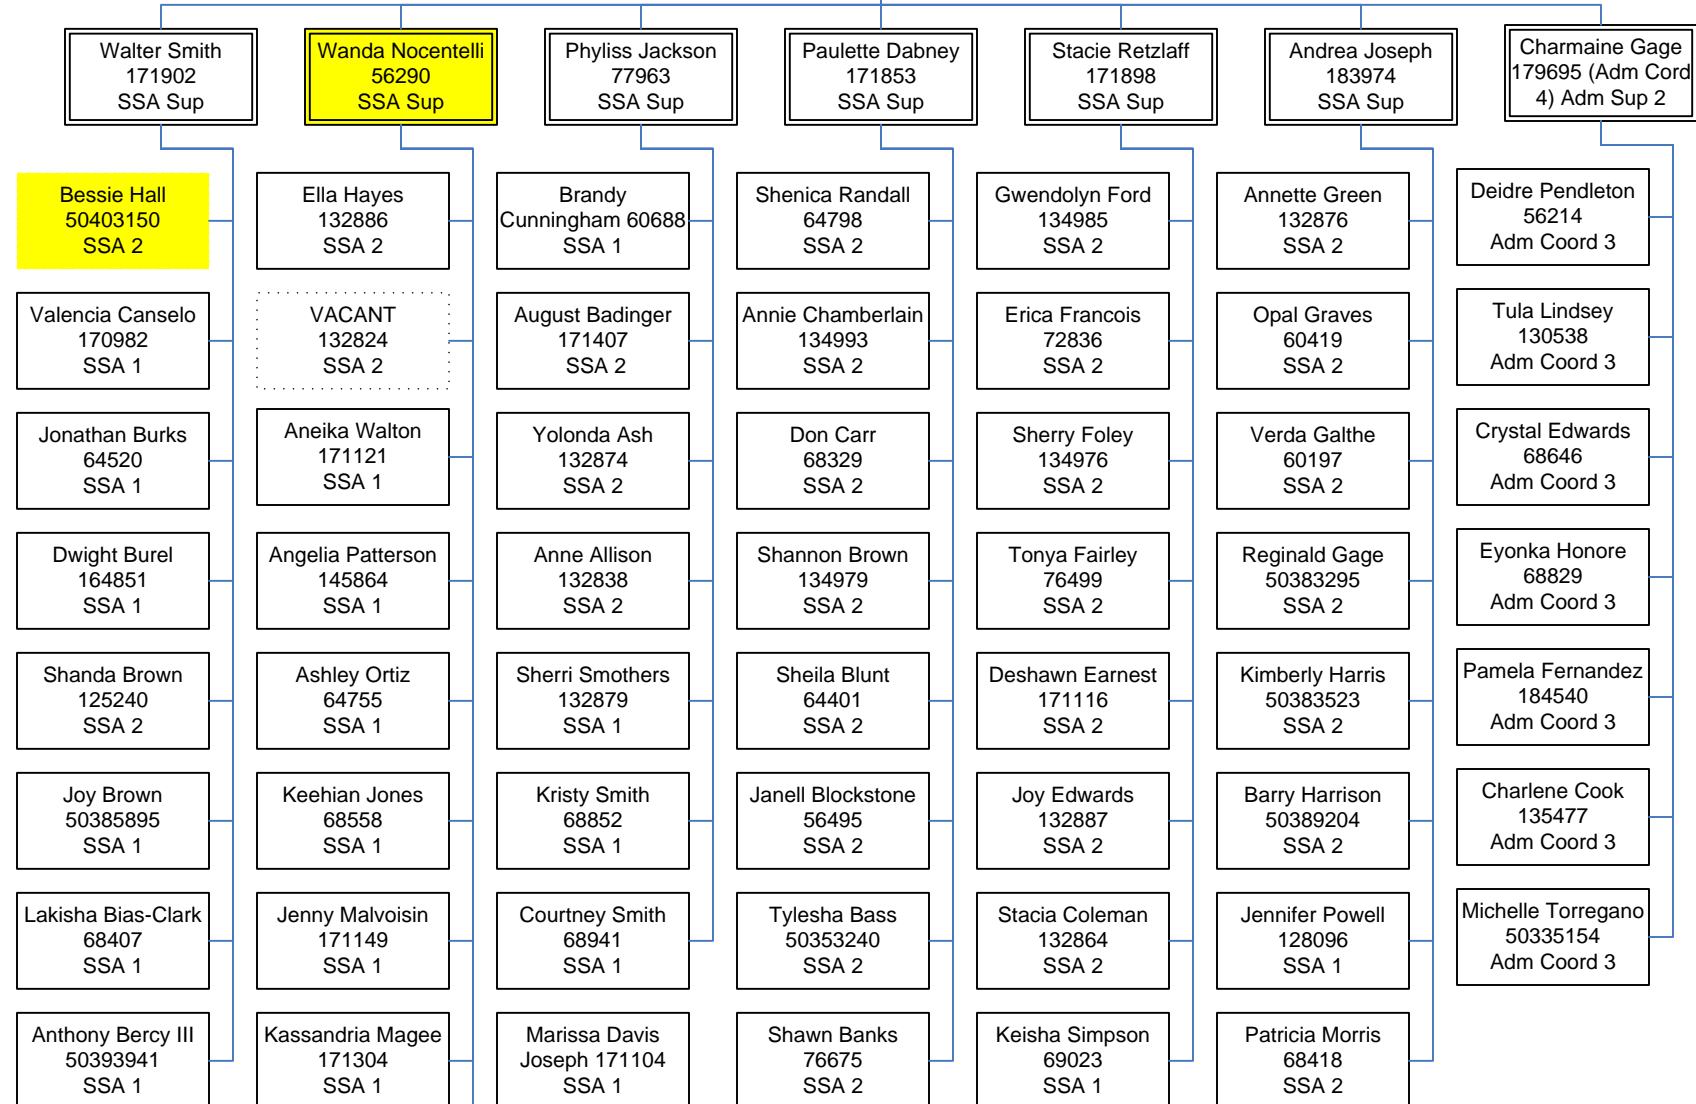 Walter Smith
171902
SSA Sup
Wanda Nocentelli
56290
SSA Sup
Phyliss Jackson
77963
SSA Sup
Paulette Dabney
171853
SSA Sup
Stacie Retzlaff
171898
SSA Sup
Andrea Joseph
183974
SSA Sup
Charmaine Gage
179695 (Adm Cord
4) Adm Sup 2
Bessie Hall
50403150
SSA 2
Ella Hayes
132886
SSA 2
Brandy
Cunningham 60688
SSA 1
Shenica Randall
64798
SSA 2
Gwendolyn Ford
134985
SSA 2
Annette Green
132876
SSA 2
Deidre Pendleton
56214
Adm Coord 3
Valencia Canselo
170982
SSA 1
VACANT
132824
SSA 2
August Badinger
171407
SSA 2
Annie Chamberlain
134993
SSA 2
Erica Francois
72836
SSA 2
Opal Graves
60419
SSA 2
Tula Lindsey
130538
Adm Coord 3
Jonathan Burks
64520
SSA 1
Aneika Walton
171121
SSA 1
Yolonda Ash
132874
SSA 2
Don Carr
68329
SSA 2
Sherry Foley
134976
SSA 2
Verda Galthe
60197
SSA 2
Crystal Edwards
68646
Adm Coord 3
Dwight Burel
164851
SSA 1
Angelia Patterson
145864
SSA 1
Anne Allison
132838
SSA 2
Shannon Brown
134979
SSA 2
Tonya Fairley
76499
SSA 2
Reginald Gage
50383295
SSA 2
Eyonka Honore
68829
Adm Coord 3
Shanda Brown
125240
SSA 2
Ashley Ortiz
64755
SSA 1
Sherri Smothers
132879
SSA 1
Sheila Blunt
64401
SSA 2
Deshawn Earnest
171116
SSA 2
Kimberly Harris
50383523
SSA 2
Pamela Fernandez
184540
Adm Coord 3
Joy Brown
50385895
SSA 1
Keehian Jones
68558
SSA 1
Kristy Smith
68852
SSA 1
Janell Blockstone
56495
SSA 2
Joy Edwards
132887
SSA 2
Barry Harrison
50389204
SSA 2
Charlene Cook
135477
Adm Coord 3
Lakisha Bias-Clark
68407
SSA 1
Jenny Malvoisin
171149
SSA 1
Courtney Smith
68941
SSA 1
Tylesha Bass
50353240
SSA 2
Stacia Coleman
132864
SSA 2
Jennifer Powell
128096
SSA 1
Michelle Torregano
50335154
Adm Coord 3
Anthony Bercy III
50393941
SSA 1
Kassandria Magee
171304
SSA 1
Marissa Davis
Joseph 171104
SSA 1
Shawn Banks
76675
SSA 2
Keisha Simpson
69023
SSA 1
Patricia Morris
68418
SSA 2